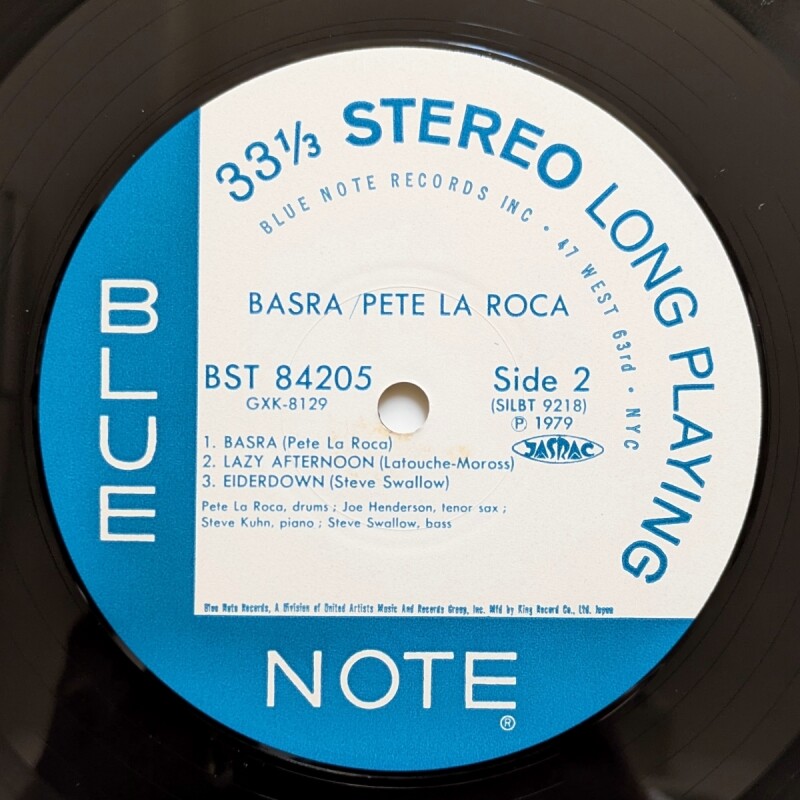 33⅓ STEREO LONG PLAYING
BLUE NOTE RECORDS INC • 47 WEST 63rd • NYC
BASRA/PETE LA ROCA
BST 84205
GXK-8129
Side 2
(SILBT 9218)
Ⓟ 1979
JASRAC
1. BASRA (Pete La Roca)
2. LAZY AFTERNOON (Latouche-Moross)
3. EIDERDOWN (Steve Swallow)
Pete La Roca, drums ; Joe Henderson, tenor sax ;
Steve Kuhn, piano ; Steve Swallow, bass
Blue Note Records, A Division of United Artists Music And Records Group, Inc. Mfd by King Record Co., Ltd. Japan
BLUE
NOTE®